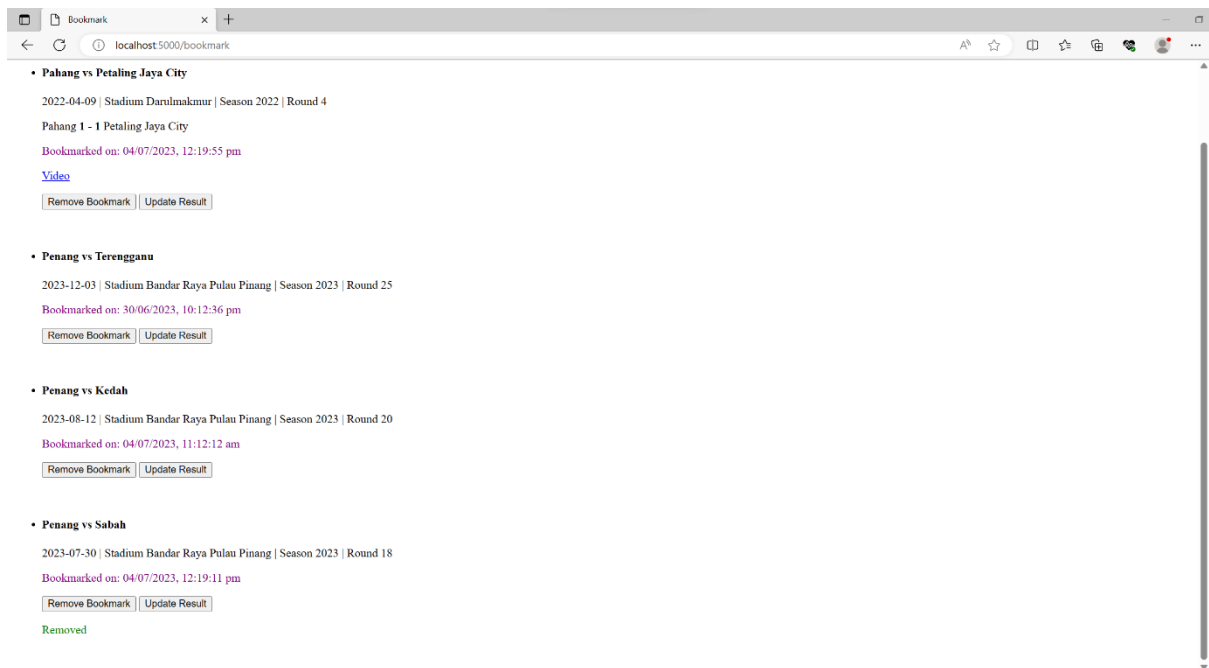 Bookmark
localhost:5000/bookmark
Pahang vs Petaling Jaya City
2022-04-09 | Stadium Darulmakmur | Season 2022 | Round 4
Pahang 1 - 1 Petaling Jaya City
Bookmarked on: 04/07/2023, 12:19:55 pm
Video
Remove Bookmark Update Result
Penang vs Terengganu
2023-12-03 | Stadium Bandar Raya Pulau Pinang | Season 2023 | Round 25
Bookmarked on: 30/06/2023, 10:12:36 pm
Remove Bookmark Update Result
Penang vs Kedah
2023-08-12 | Stadium Bandar Raya Pulau Pinang | Season 2023 | Round 20
Bookmarked on: 04/07/2023, 11:12:12 am
Remove Bookmark Update Result
Penang vs Sabah
2023-07-30 | Stadium Bandar Raya Pulau Pinang | Season 2023 | Round 18
Bookmarked on: 04/07/2023, 12:19:11 pm
Remove Bookmark Update Result
Removed